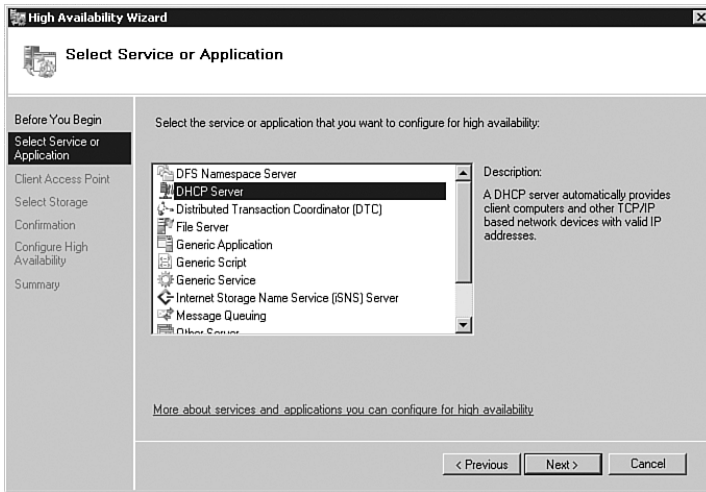 High Availability Wizard
Select Service or Application
Before You Begin
Select Service or
Application
Client Access Point
Select Storage
Confirmation
Configure High
Availability
Summary
Select the service or application that you want to configure for high availability:
DFS Namespace Server
DHCP Server
Distributed Transaction Coordinator (DTC)
File Server
Generic Application
Generic Script
Generic Service
Internet Storage Name Service (iSNS) Server
Message Queuing
Other Server
Description:
A DHCP server automatically provides
client computers and other TCP/IP
based network devices with valid IP
addresses.
More about services and applications you can configure for high availability
< Previous
Next >
Cancel